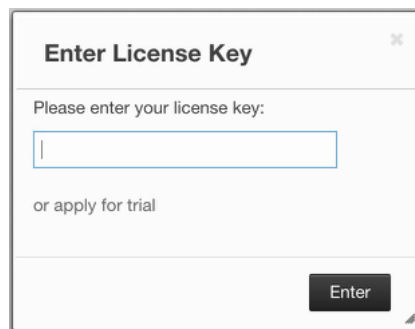 Enter License Key
Please enter your license key:
or apply for trial
Enter